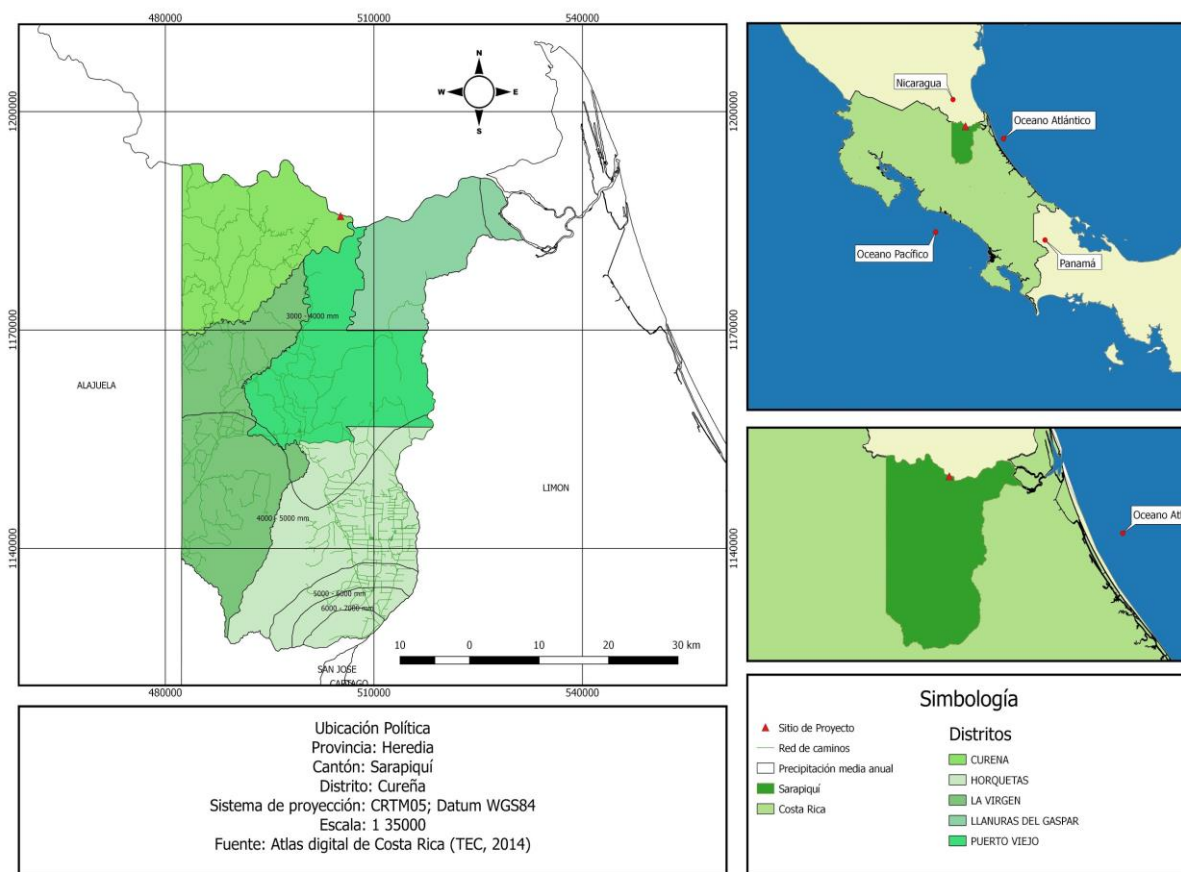 480000
510000
540000
N
W
E
S
1200000
1200000
3000 - 4000 mm
1170000
1170000
ALAJUELA
LIMON
4000 - 5000 mm
1140000
1140000
5000 - 6000 mm
6000 - 7000 mm
10 0 10 20 30 km
SAN JOSE
CARTAGO
480000
510000
540000
Nicaragua
Oceano Atlántico
Oceano Pacífico
Panamá
Oceano Atl
Ubicación Política
Provincia: Heredia
Cantón: Sarapiquí
Distrito: Cureña
Sistema de proyección: CRTM05; Datum WGS84
Escala: 1 35000
Fuente: Atlas digital de Costa Rica (TEC, 2014)
Simbología
Sitio de Proyecto
Red de caminos
Precipitación media anual
Sarapiquí
Costa Rica
Distritos
CURENA
HORQUETAS
LA VIRGEN
LLANURAS DEL GASPAR
PUERTO VIEJO